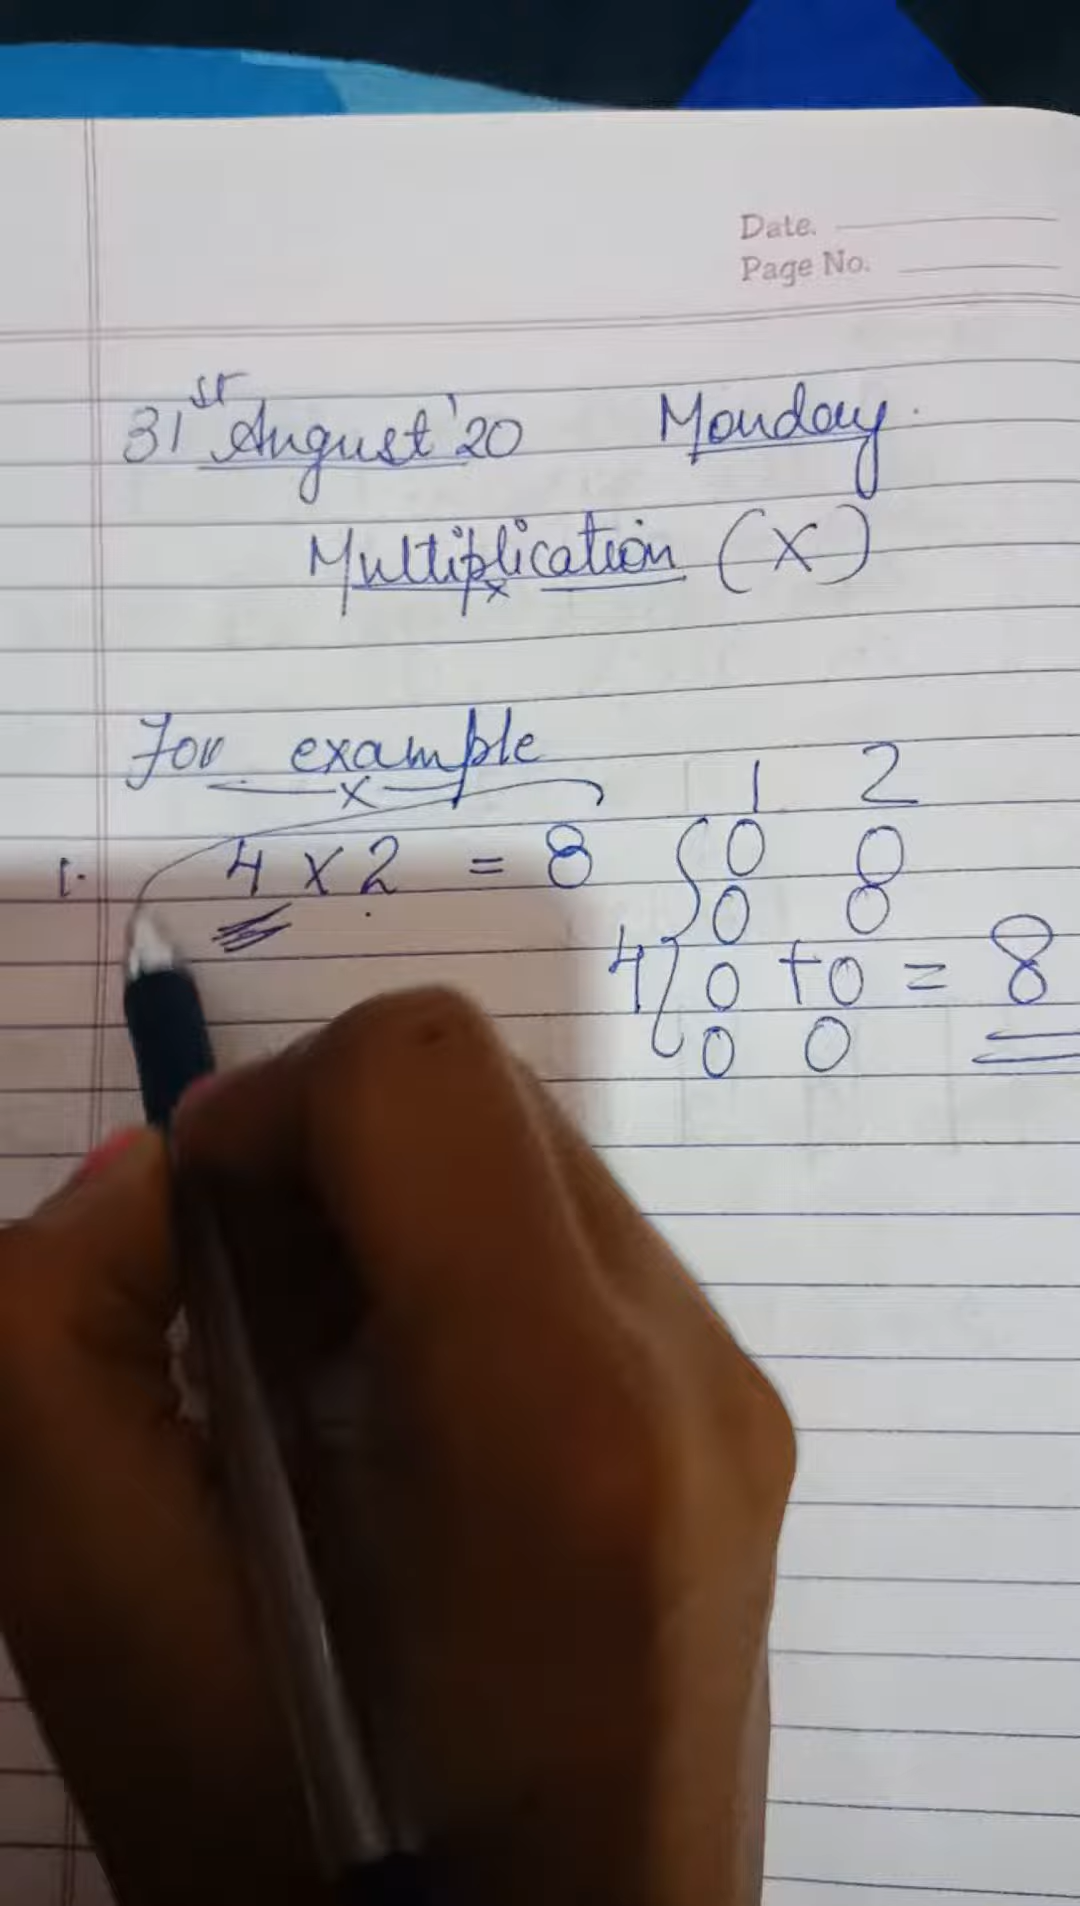 Date.
Page No.
31st August'20 Monday.
Multiplication (X)
For example
1 2
1. 4 x 2 = 8 0 0
0 0
4 0 + 0 = 8
0 0